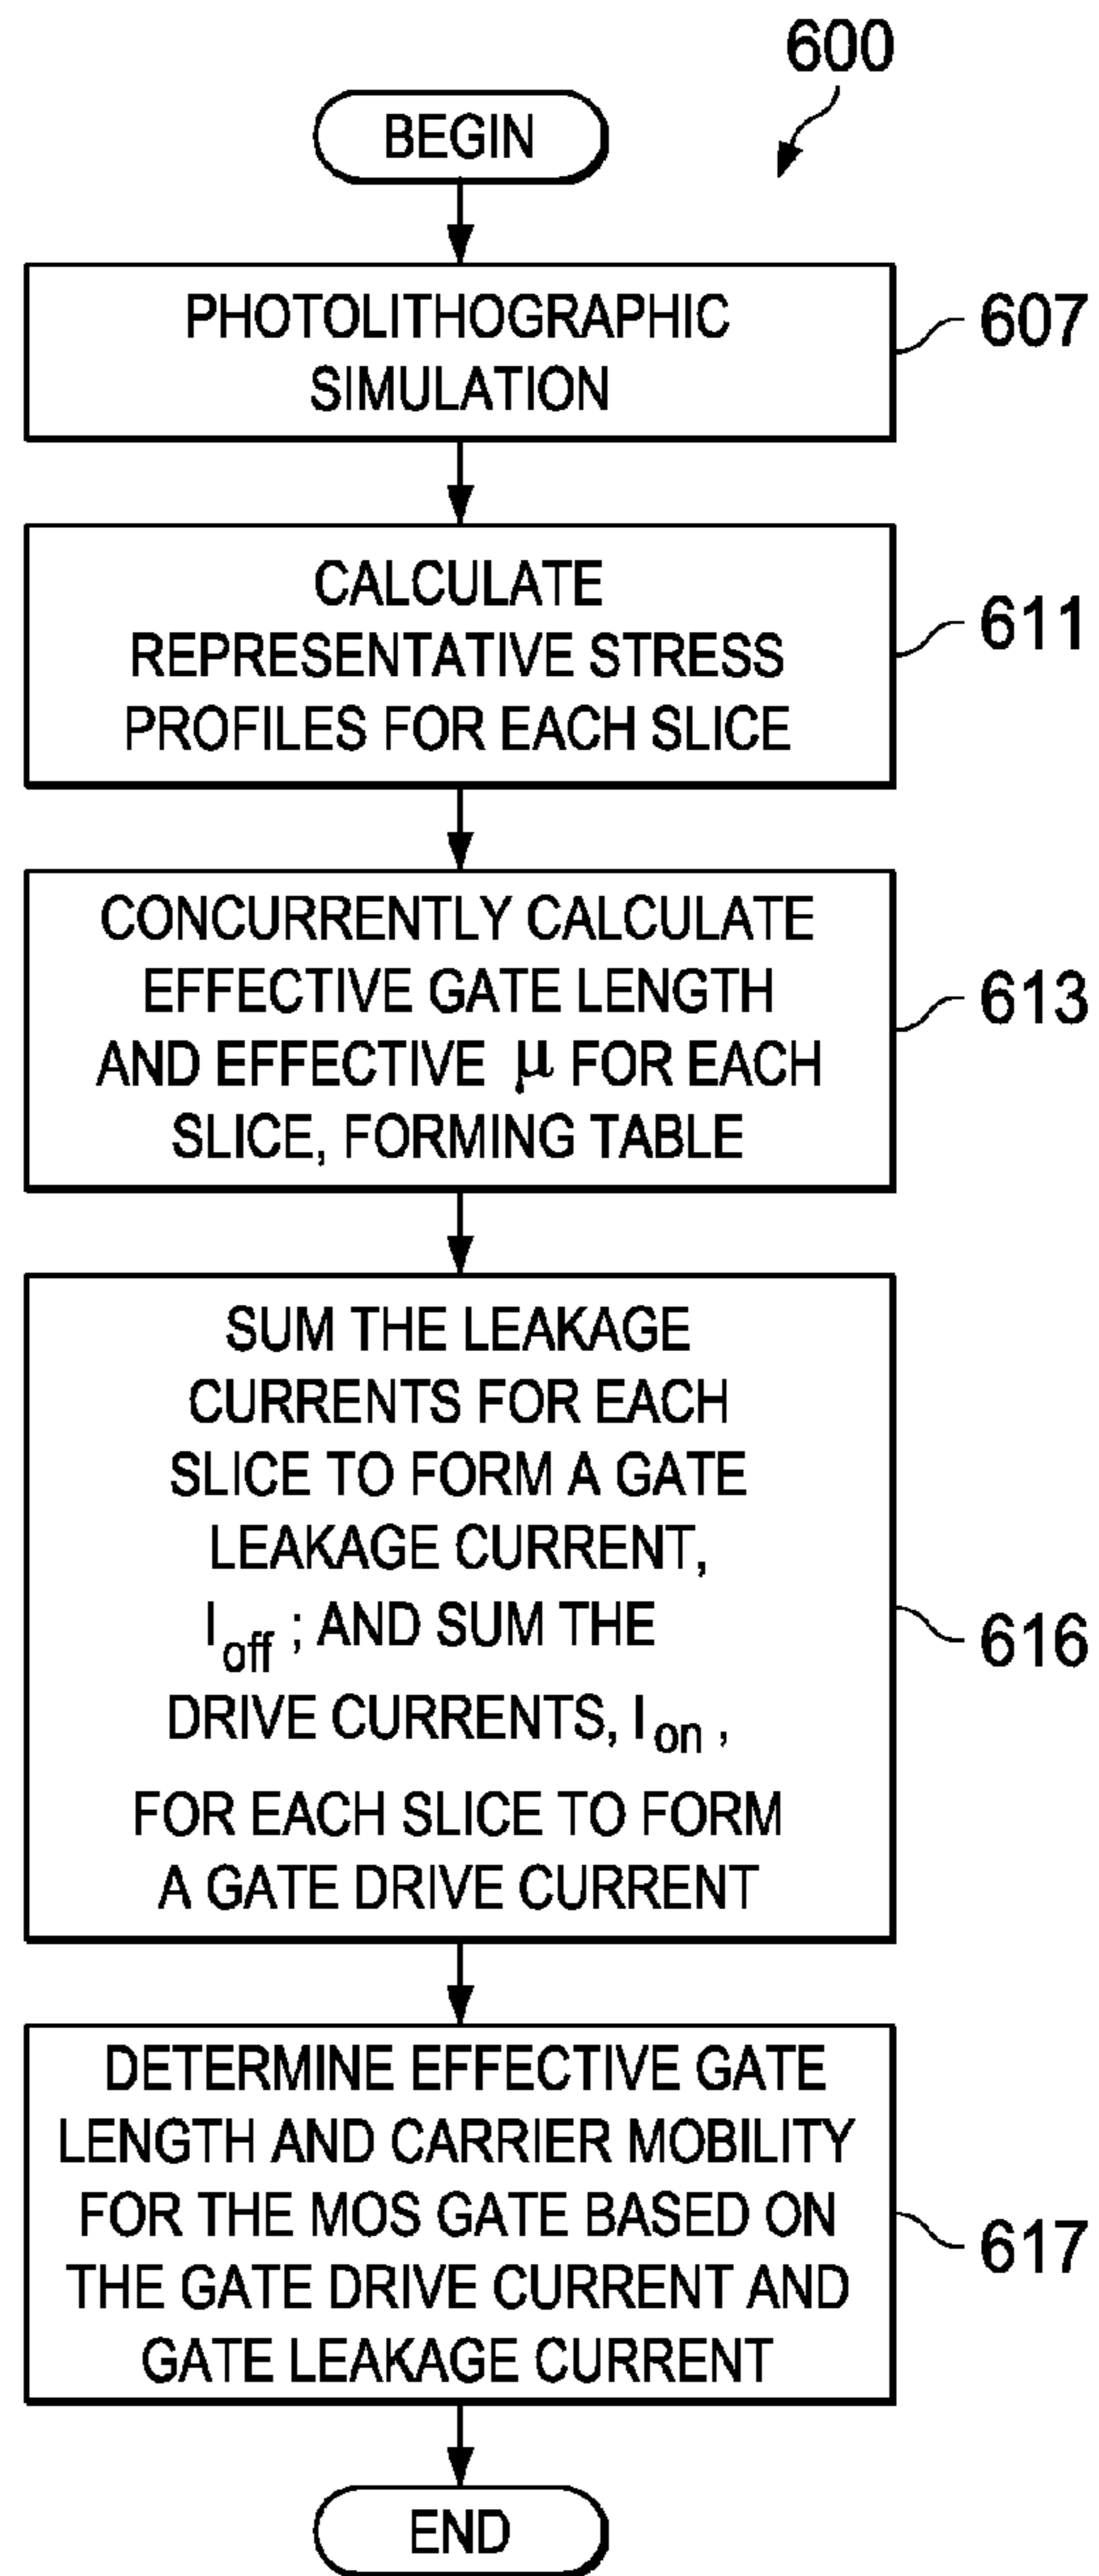 600
BEGIN
PHOTOLITHOGRAPHIC
SIMULATION
607
CALCULATE
REPRESENTATIVE STRESS
PROFILES FOR EACH SLICE
611
CONCURRENTLY CALCULATE
EFFECTIVE GATE LENGTH
AND EFFECTIVE μ FOR EACH
SLICE, FORMING TABLE
613
SUM THE LEAKAGE
CURRENTS FOR EACH
SLICE TO FORM A GATE
LEAKAGE CURRENT,
I off ; AND SUM THE
DRIVE CURRENTS, I on ,
FOR EACH SLICE TO FORM
A GATE DRIVE CURRENT
616
DETERMINE EFFECTIVE GATE
LENGTH AND CARRIER MOBILITY
FOR THE MOS GATE BASED ON
THE GATE DRIVE CURRENT AND
GATE LEAKAGE CURRENT
617
END